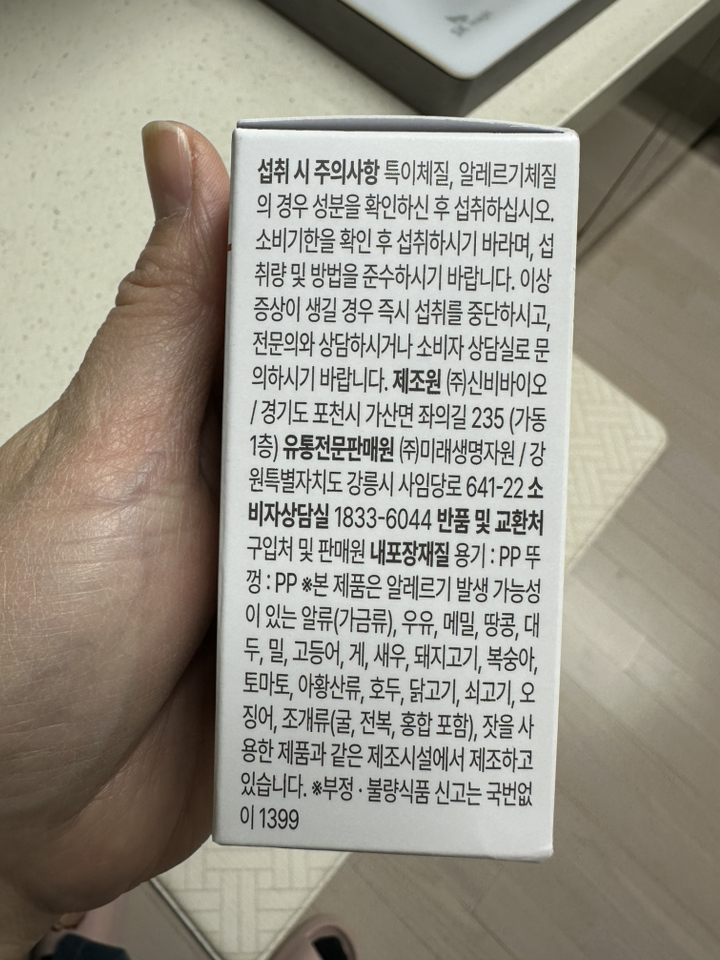 SK magic
섭취 시 주의사항 특이체질, 알레르기체질
의 경우 성분을 확인하신 후 섭취하십시오.
소비기한을 확인 후 섭취하시기 바라며, 섭
취량 및 방법을 준수하시기 바랍니다. 이상
증상이 생길 경우 즉시 섭취를 중단하시고,
전문의와 상담하시거나 소비자 상담실로 문
의하시기 바랍니다. 제조원 ㈜신비바이오
/ 경기도 포천시 가산면 좌의길 235 (가동
1층) 유통전문판매원 ㈜미래생명자원 / 강
원특별자치도 강릉시 사임당로 641-22 소
비자상담실 1833-6044 반품 및 교환처
구입처 및 판매원 내포장재질 용기 : PP 뚜
껑 : PP ※본 제품은 알레르기 발생 가능성
이 있는 알류(가금류), 우유, 메밀, 땅콩, 대
두, 밀, 고등어, 게, 새우, 돼지고기, 복숭아,
토마토, 아황산류, 호두, 닭고기, 쇠고기, 오
징어, 조개류(굴, 전복, 홍합 포함), 잣을 사
용한 제품과 같은 제조시설에서 제조하고
있습니다. ※부정 · 불량식품 신고는 국번없
이 1399